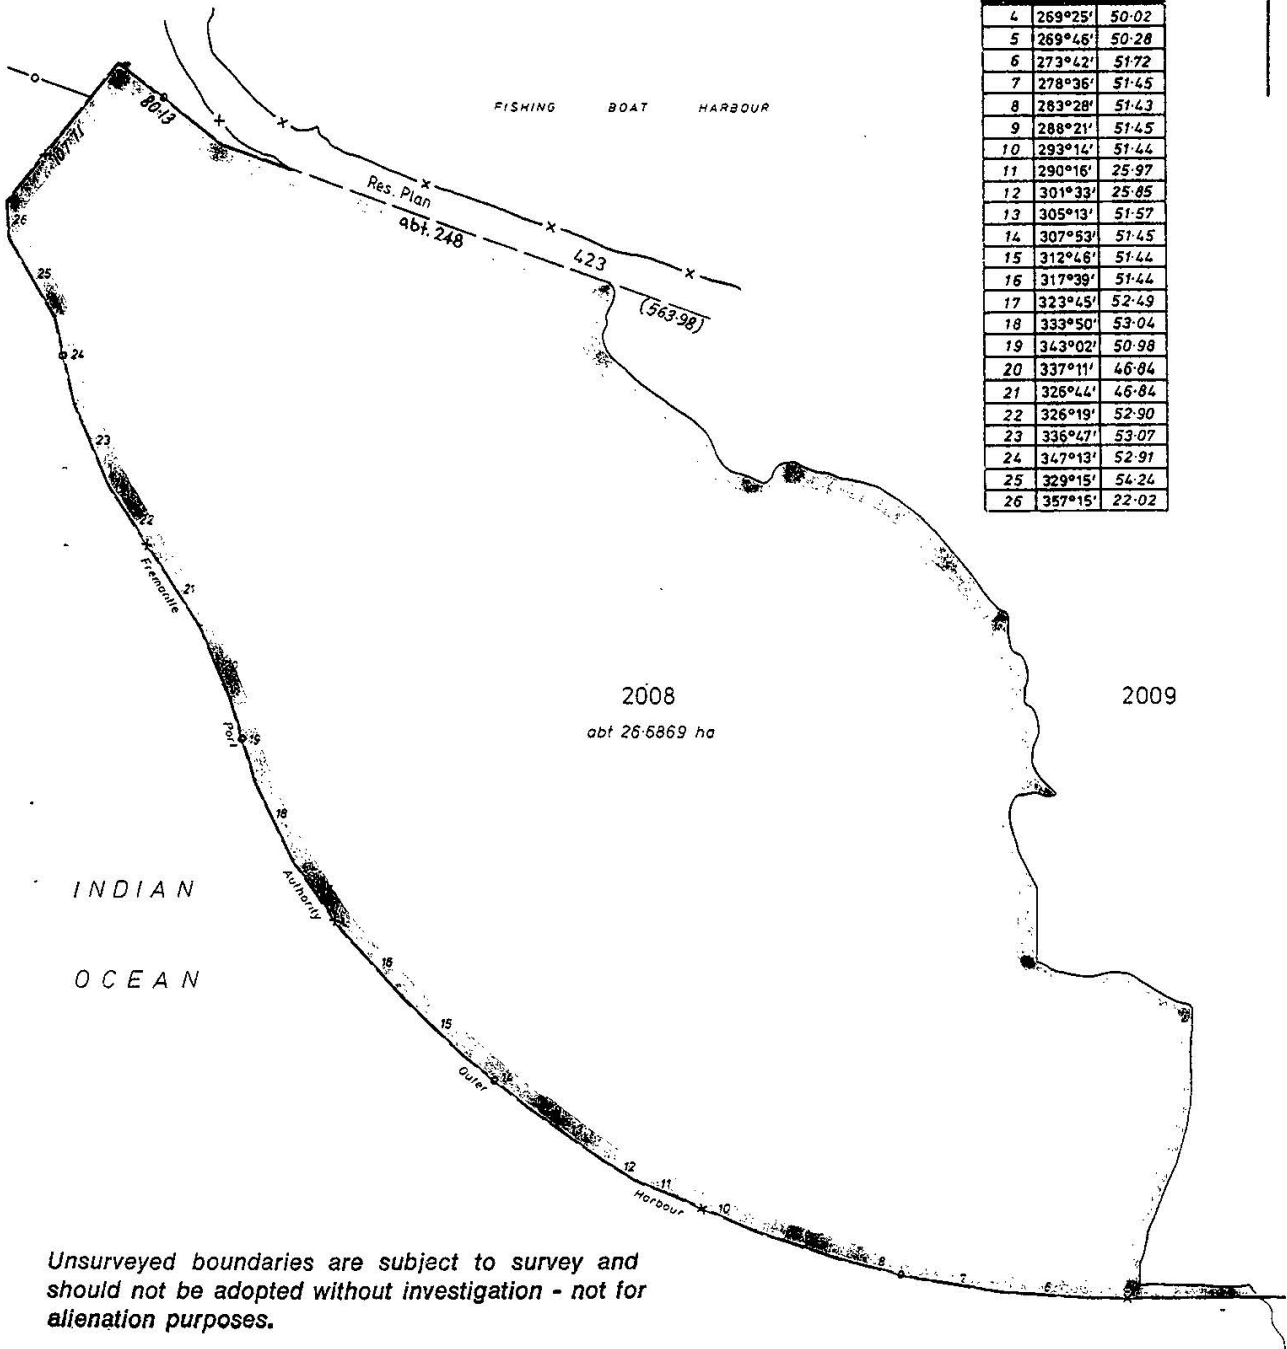 4 269°25' 50·02
5 269°46' 50·28
6 273°42' 51·72
7 278°36' 51·45
8 283°28' 51·43
9 288°21' 51·45
10 293°14' 51·44
11 290°16' 25·97
12 301°33' 25·85
13 305°13' 51·57
14 307°53' 51·45
15 312°46' 51·44
16 317°39' 51·44
17 323°45' 52·49
18 333°50' 53·04
19 343°02' 50·98
20 337°11' 46·84
21 326°44' 46·84
22 326°19' 52·90
23 336°47' 53·07
24 347°13' 52·91
25 329°15' 54·24
26 357°15' 22·02
FISHING BOAT HARBOUR
80·13
107·11
Res. Plan
abt. 248
423
(563·98)
26
25
24
23
22
Fremantle
21
2008
abt 26·6869 ha
2009
Port
19
18
INDIAN
OCEAN
Authority
16
15
Outer
14
12
11
Harbour
10
8
7
6
Unsurveyed boundaries are subject to survey and
should not be adopted without investigation - not for
alienation purposes.